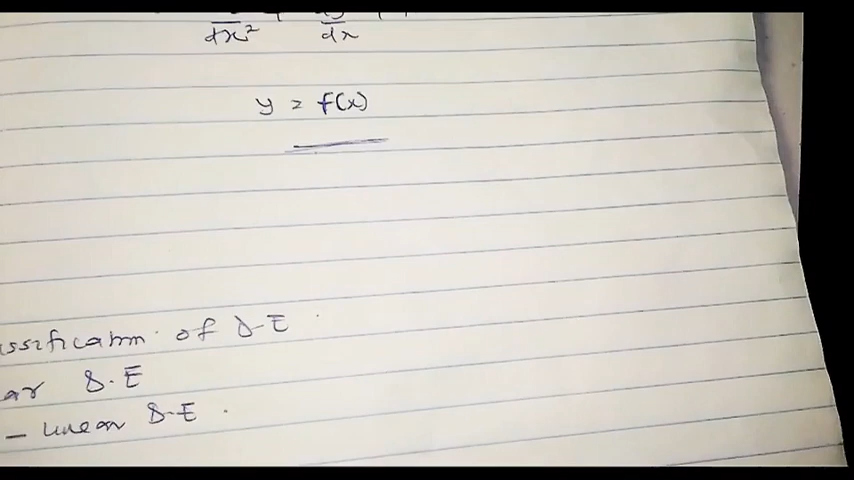 dx² dx
y = f(x)
ssification of D-E
ar D.E
- linear D-E.